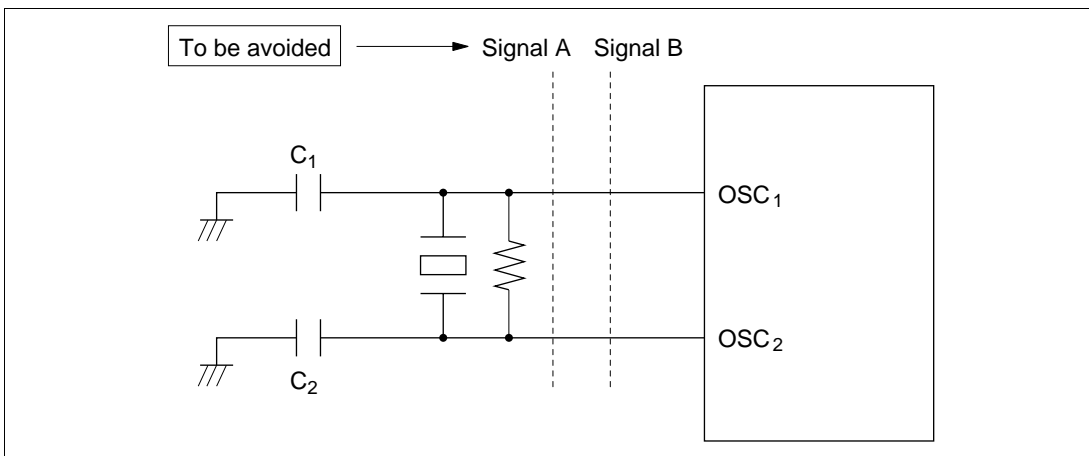 To be avoided
Signal A
Signal B
C1
OSC1
OSC2
C2